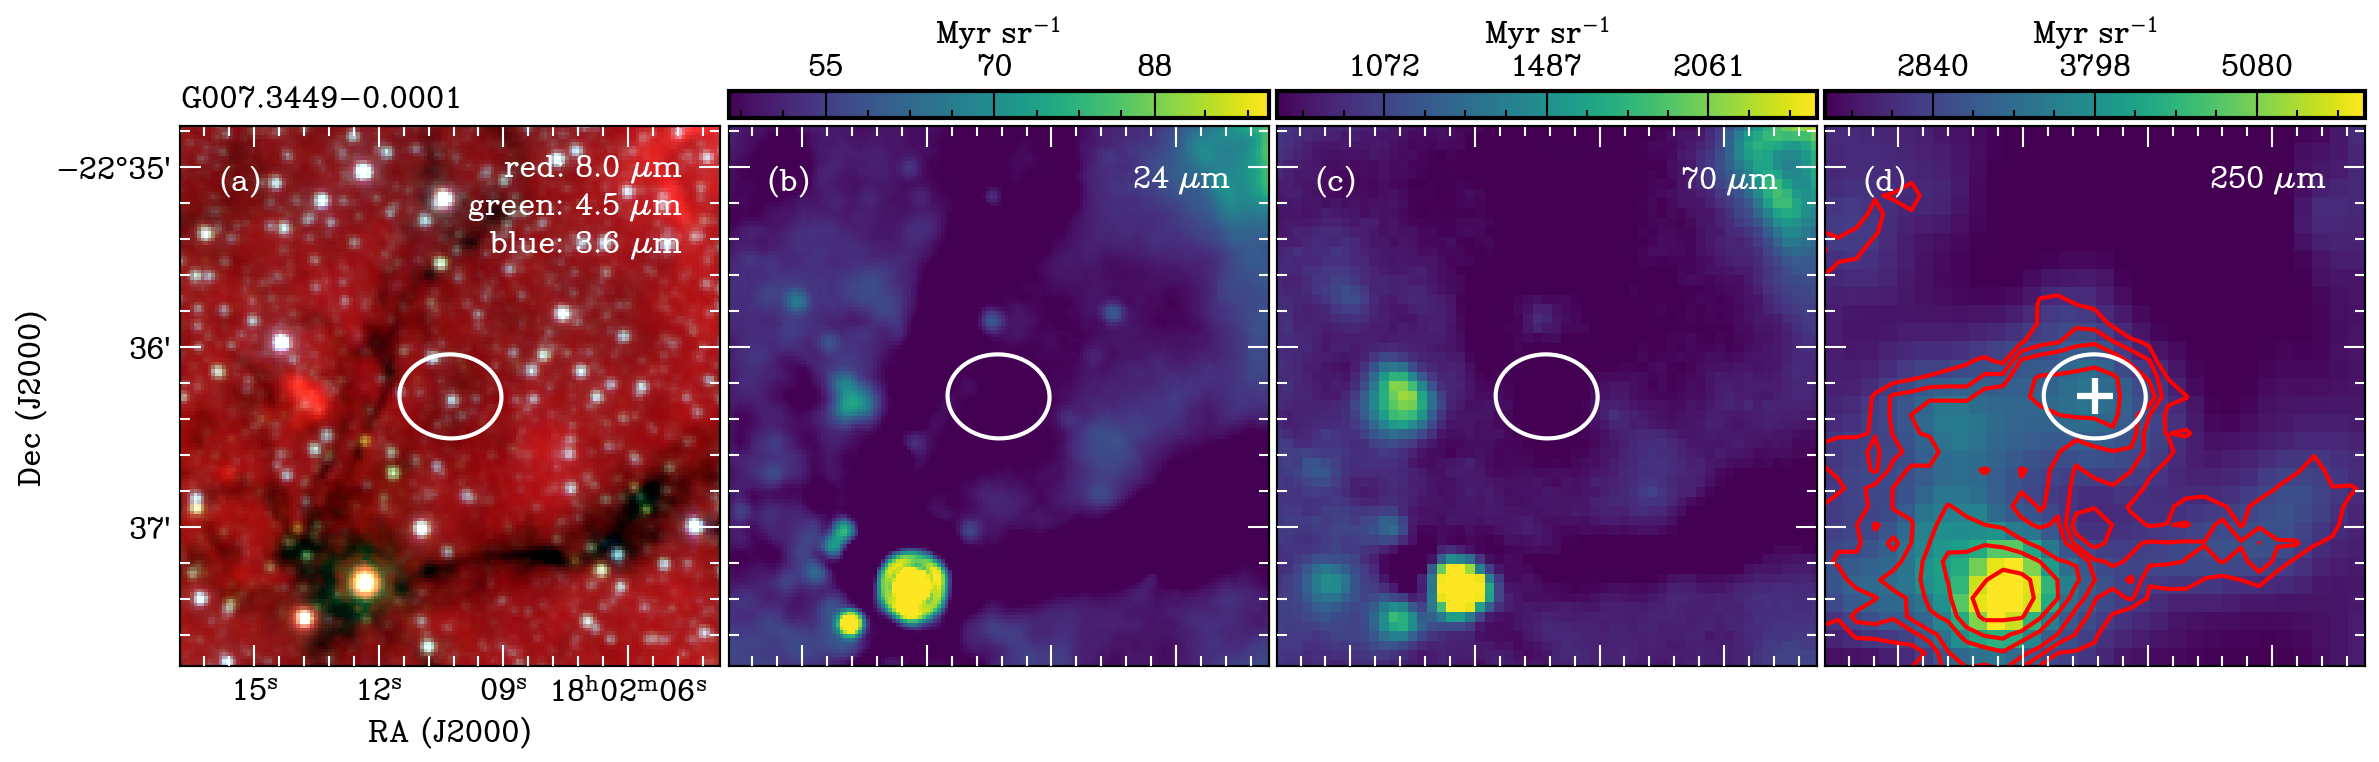 Myr sr⁻¹
55 70 88
Myr sr⁻¹
1072 1487 2061
Myr sr⁻¹
2840 3798 5080
G007.3449−0.0001
(a)
red: 8.0 μm
green: 4.5 μm
blue: 3.6 μm
(b)
24 μm
(c)
70 μm
(d)
250 μm
−22°35'
36'
37'
Dec (J2000)
15ˢ 12ˢ 09ˢ 18ʰ02ᵐ06ˢ
RA (J2000)